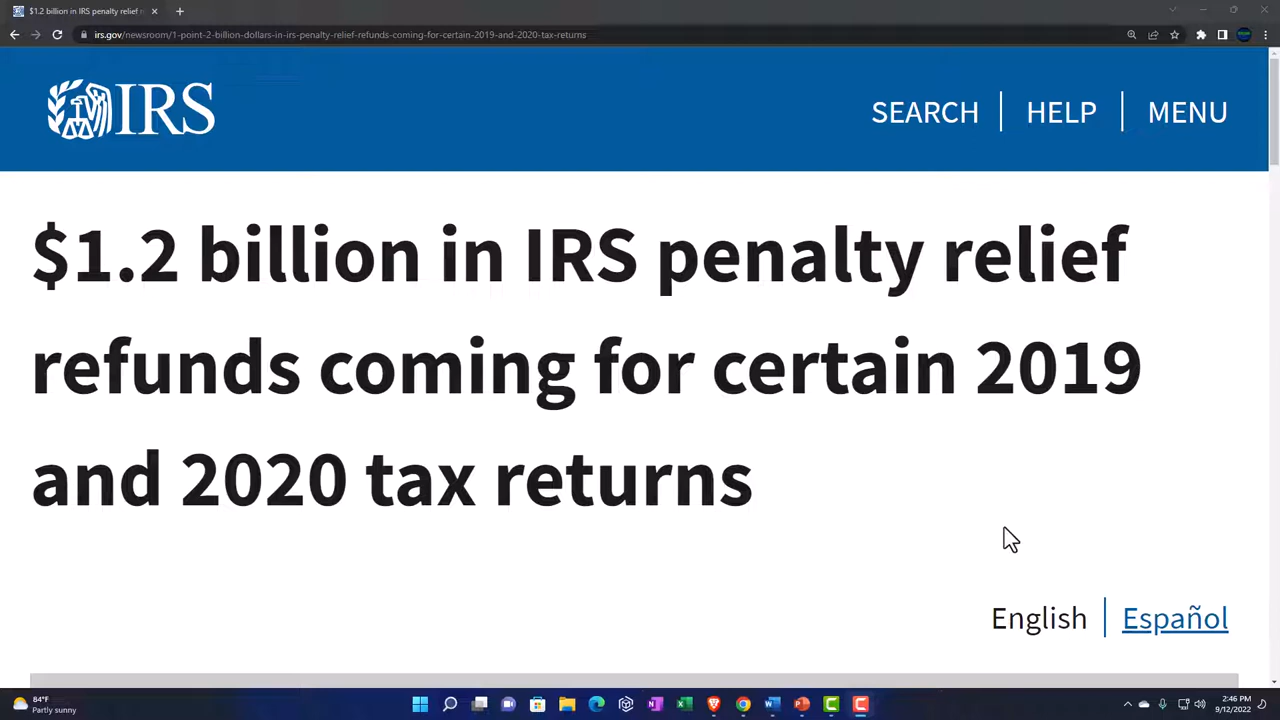 $1.2 billion in IRS penalty relief r
irs.gov/newsroom/1-point-2-billion-dollars-in-irs-penalty-relief-refunds-coming-for-certain-2019-and-2020-tax-returns
IRS
SEARCH HELP MENU
$1.2 billion in IRS penalty relief
refunds coming for certain 2019
and 2020 tax returns
English Español
84°F
Partly sunny
2:46 PM
9/12/2022